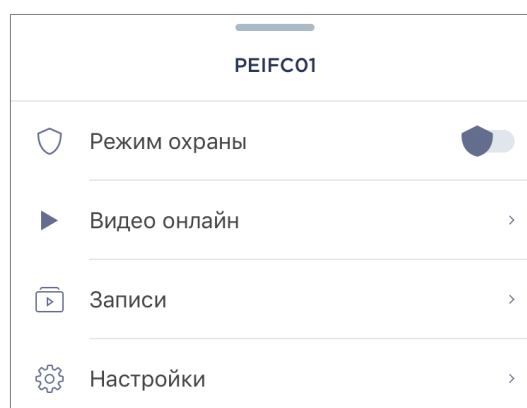 PEIFC01
Режим охраны
Видео онлайн
Записи
Настройки